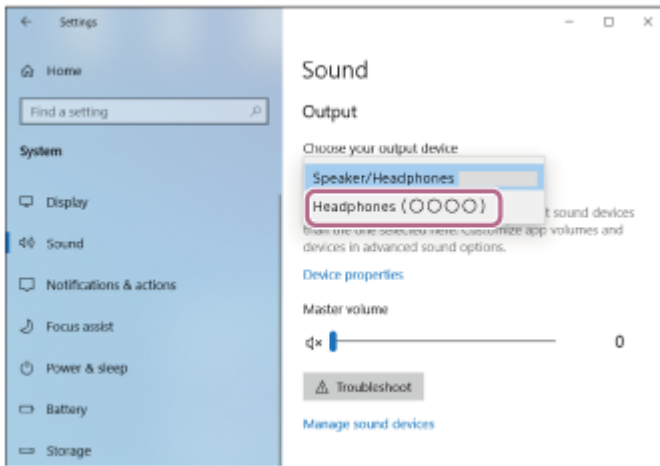 Settings
Home
Find a setting
System
Display
Sound
Notifications & actions
Focus assist
Power & sleep
Battery
Storage
Sound
Output
Choose your output device
Speaker/Headphones
Headphones (○○○○)
t sound devices
than the one selected here. Customize app volumes and
devices in advanced sound options.
Device properties
Master volume
0
Troubleshoot
Manage sound devices